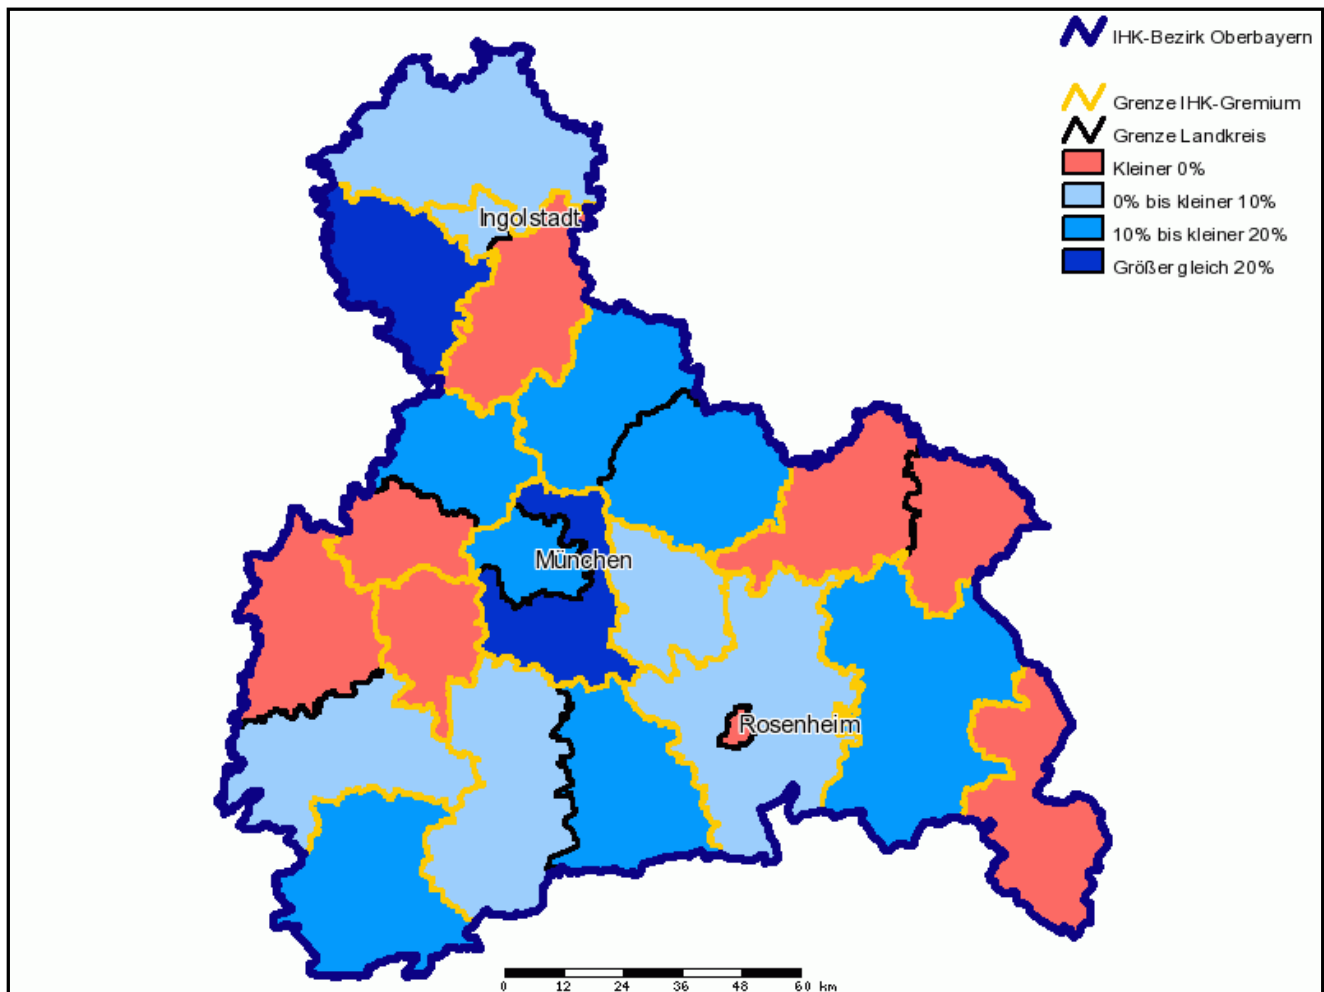 IHK-Bezirk Oberbayern
Grenze IHK-Gremium
Grenze Landkreis
Kleiner 0%
0% bis kleiner 10%
10% bis kleiner 20%
Größer gleich 20%
Ingolstadt
München
Rosenheim
0 12 24 36 48 60 km